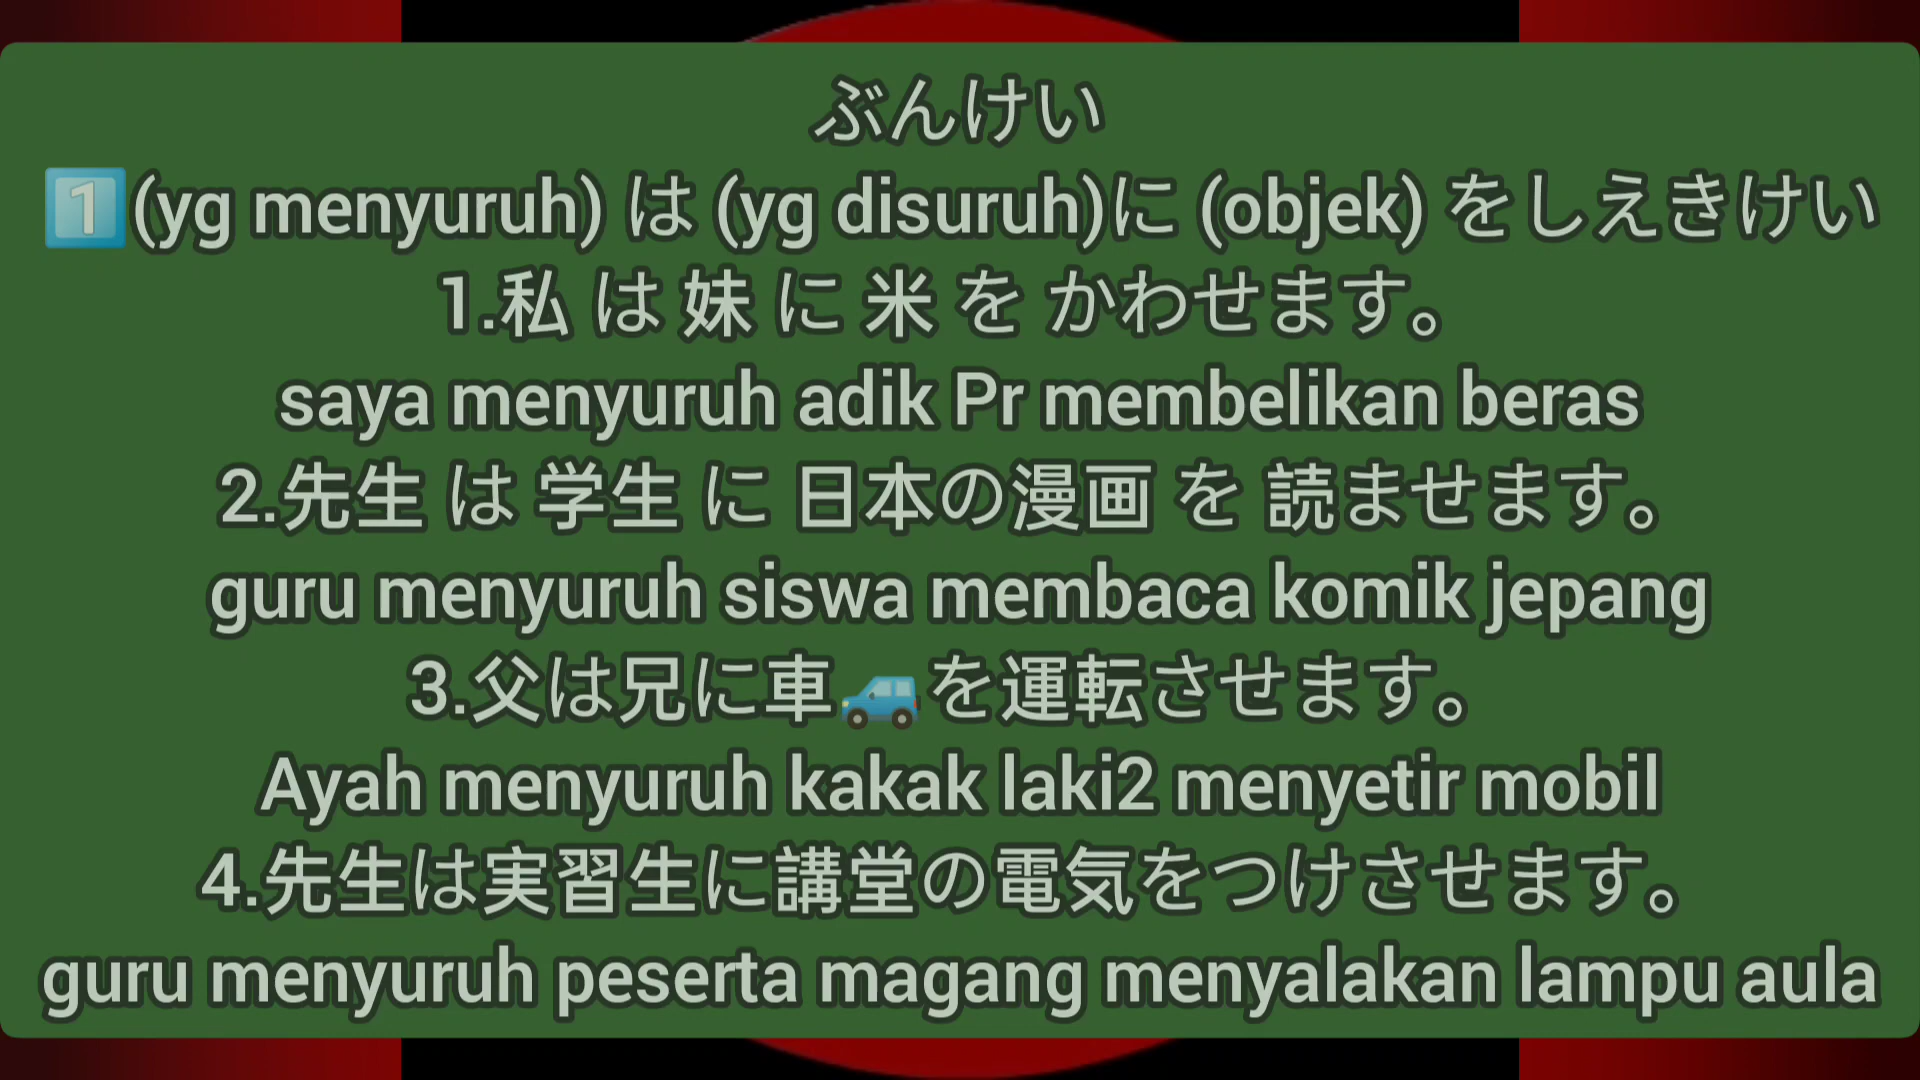 ぶんけい
1️⃣(yg menyuruh) は (yg disuruh)に (objek) をしえきけい
1.私 は 妹 に 米 を かわせます。
saya menyuruh adik Pr membelikan beras
2.先生 は 学生 に 日本の漫画 を 読ませます。
guru menyuruh siswa membaca komik jepang
3.父は兄に車🚙を運転させます。
Ayah menyuruh kakak laki2 menyetir mobil
4.先生は実習生に講堂の電気をつけさせます。
guru menyuruh peserta magang menyalakan lampu aula